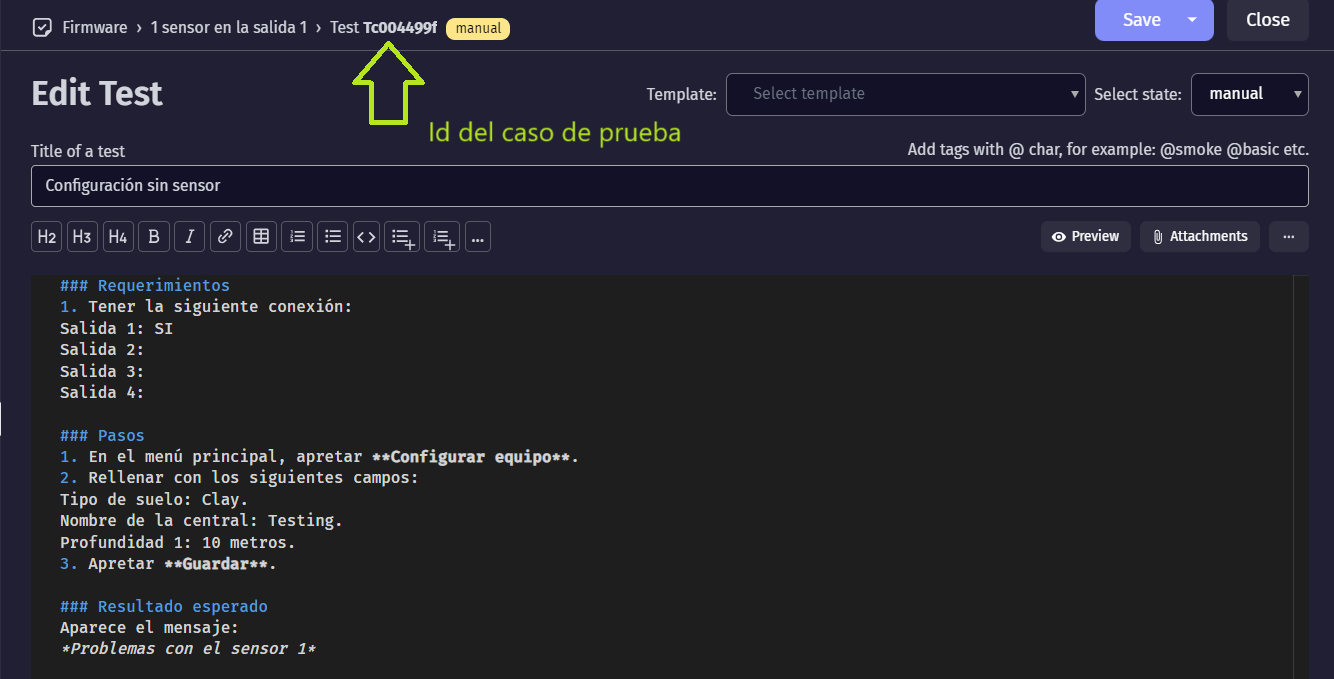 Firmware › 1 sensor en la salida 1 › Test Tc004499f manual
Save
Close
Edit Test
Template: Select template Select state: manual
Id del caso de prueba
Title of a test
Add tags with @ char, for example: @smoke @basic etc.
Configuración sin sensor
H2 H3 H4 B I <> ...
Preview Attachments ...
### Requerimientos
1. Tener la siguiente conexión:
Salida 1: SI
Salida 2:
Salida 3:
Salida 4:
### Pasos
1. En el menú principal, apretar **Configurar equipo**.
2. Rellenar con los siguientes campos:
Tipo de suelo: Clay.
Nombre de la central: Testing.
Profundidad 1: 10 metros.
3. Apretar **Guardar**.
### Resultado esperado
Aparece el mensaje:
*Problemas con el sensor 1*